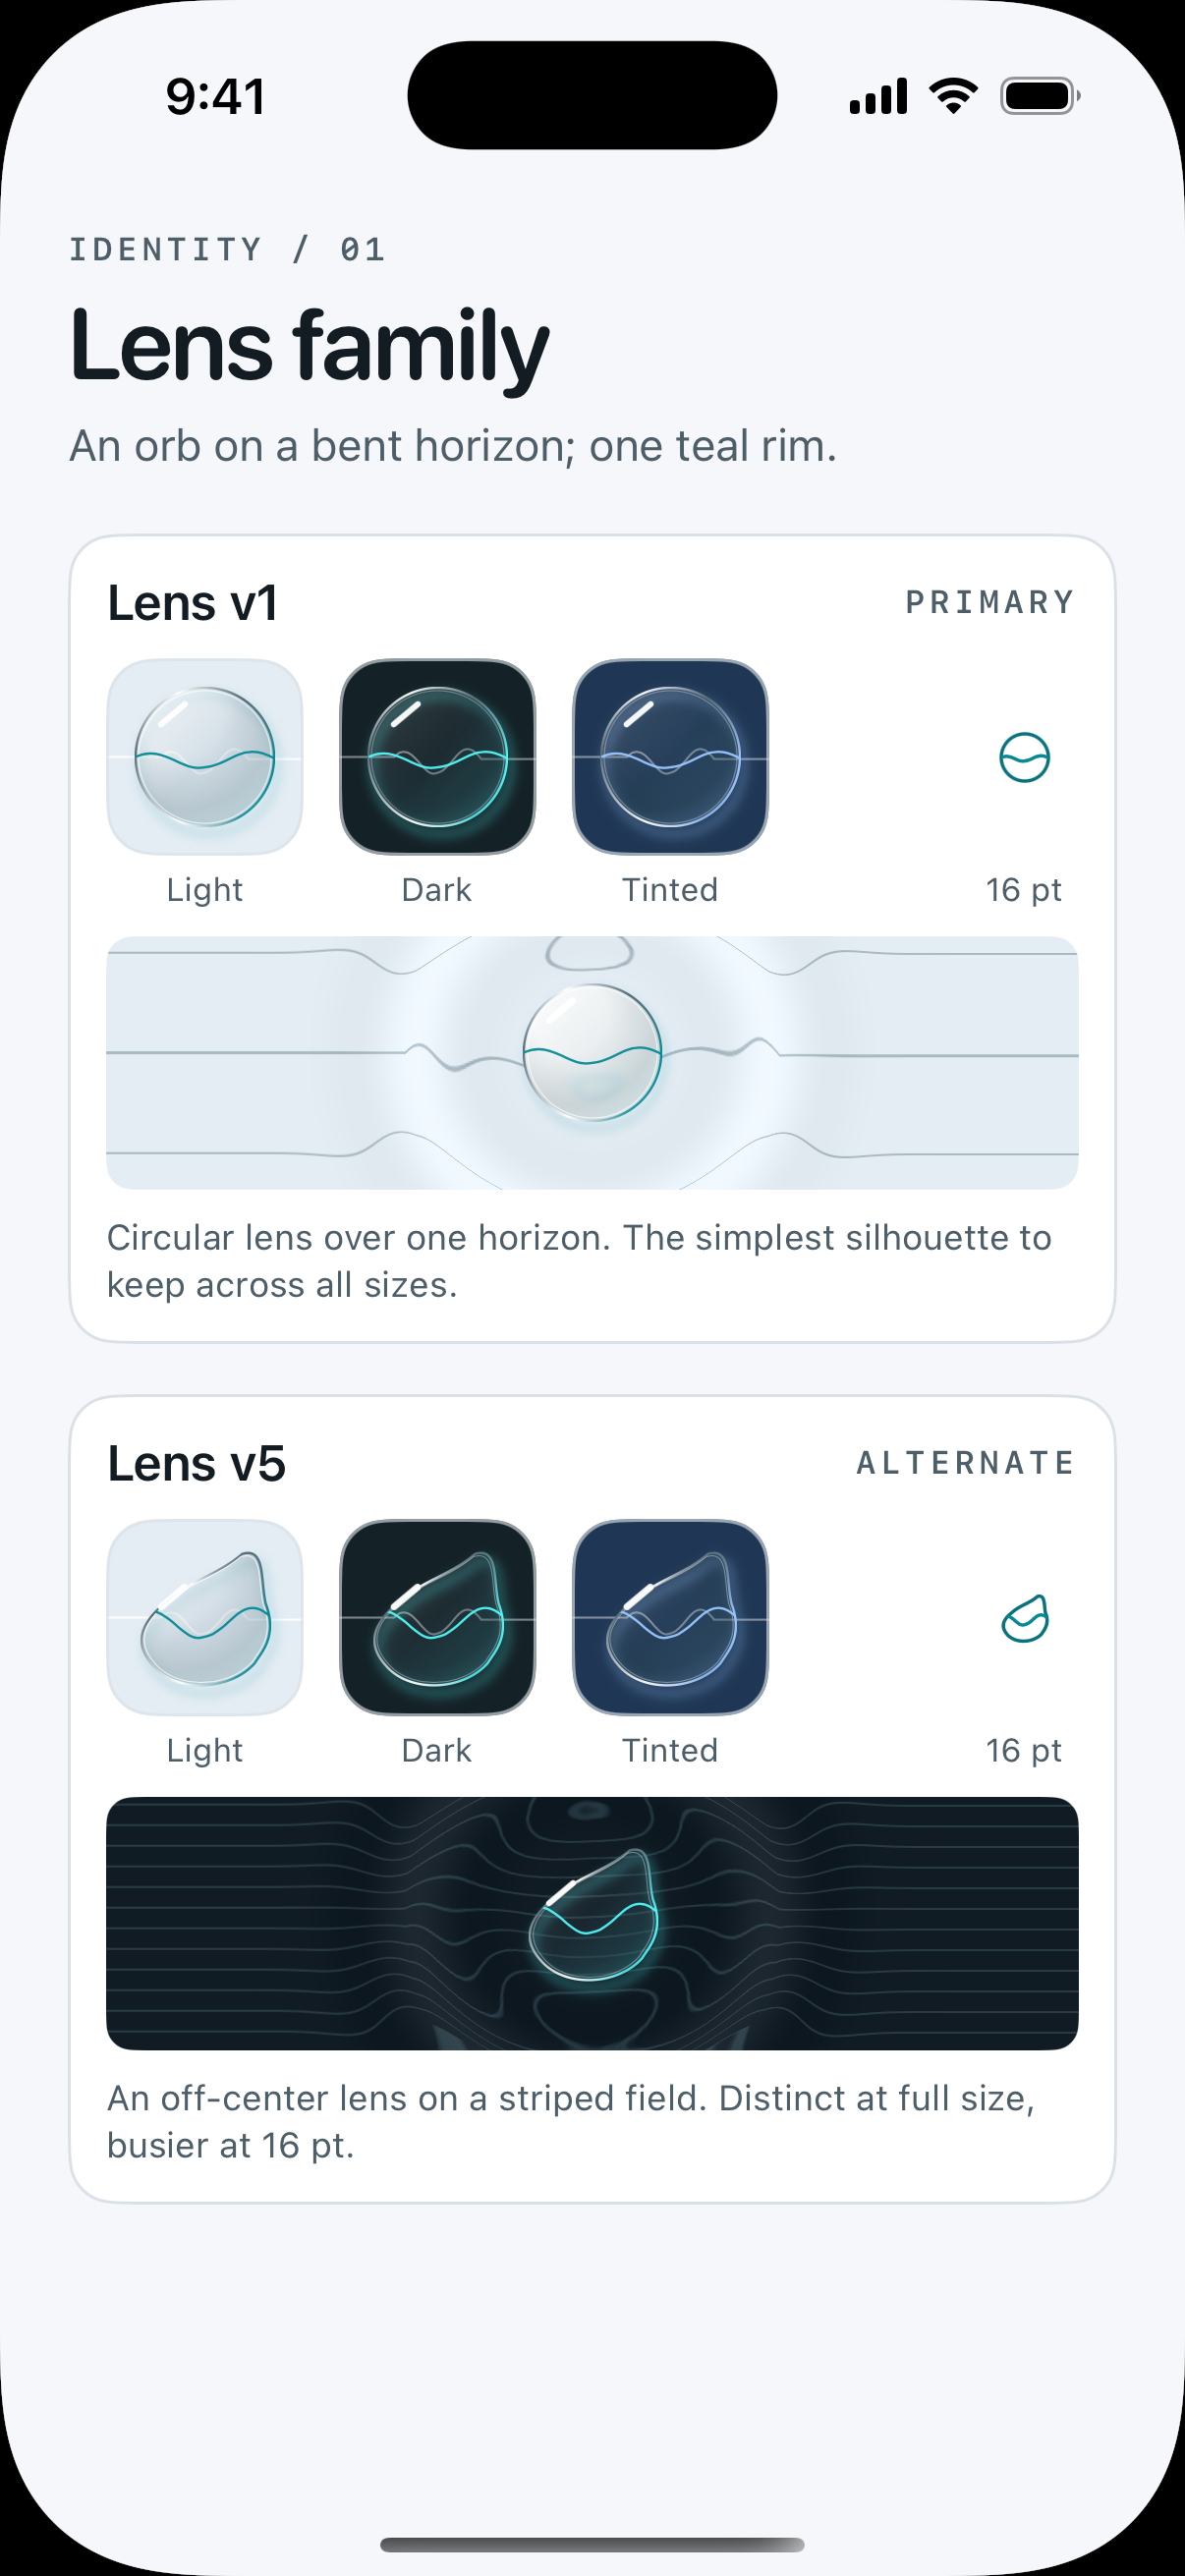 9:41
IDENTITY / 01
Lens family
An orb on a bent horizon; one teal rim.
Lens v1
PRIMARY
Light
Dark
Tinted
16 pt
Circular lens over one horizon. The simplest silhouette to
keep across all sizes.
Lens v5
ALTERNATE
Light
Dark
Tinted
16 pt
An off-center lens on a striped field. Distinct at full size,
busier at 16 pt.